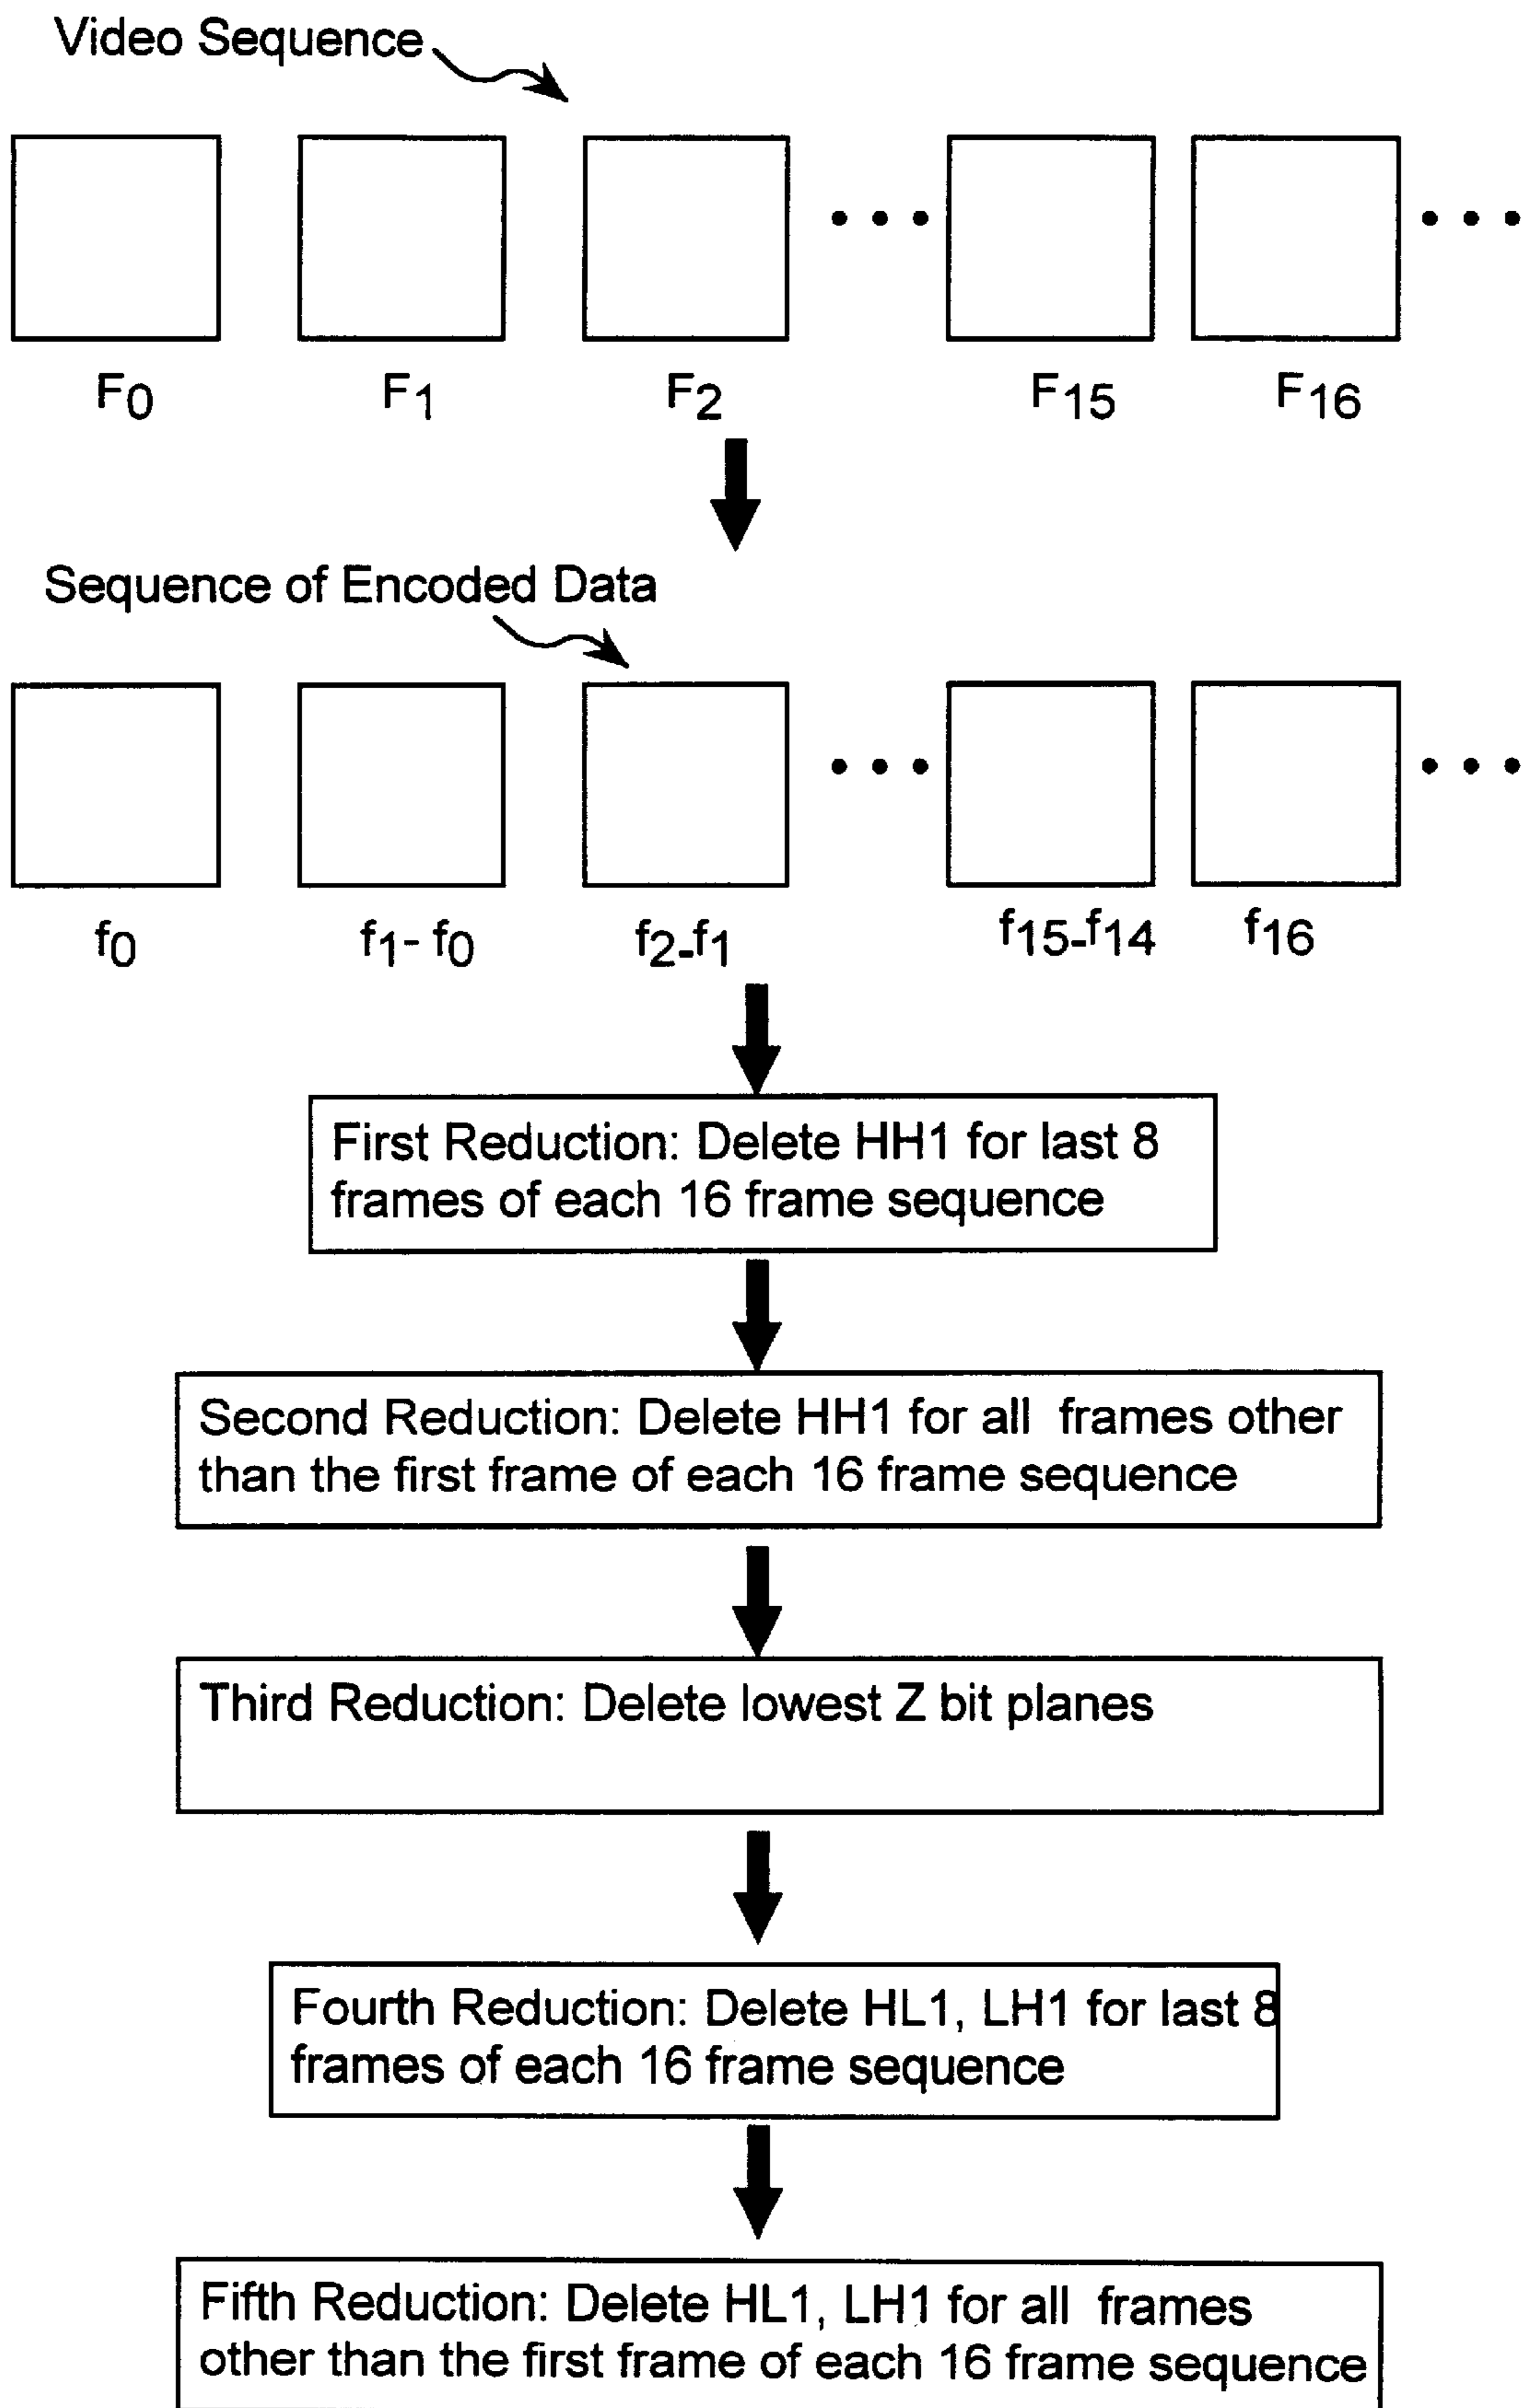 Video Sequence
F0 F1 F2 F15 F16
Sequence of Encoded Data
f0 f1- f0 f2-f1 f15-f14 f16
First Reduction: Delete HH1 for last 8
frames of each 16 frame sequence
Second Reduction: Delete HH1 for all frames other
than the first frame of each 16 frame sequence
Third Reduction: Delete lowest Z bit planes
Fourth Reduction: Delete HL1, LH1 for last 8
frames of each 16 frame sequence
Fifth Reduction: Delete HL1, LH1 for all frames
other than the first frame of each 16 frame sequence